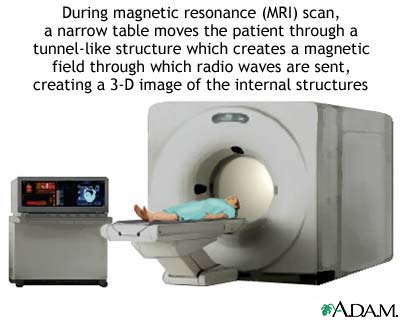 During magnetic resonance (MRI) scan,
a narrow table moves the patient through a
tunnel-like structure which creates a magnetic
field through which radio waves are sent,
creating a 3-D image of the internal structures
ADAM.